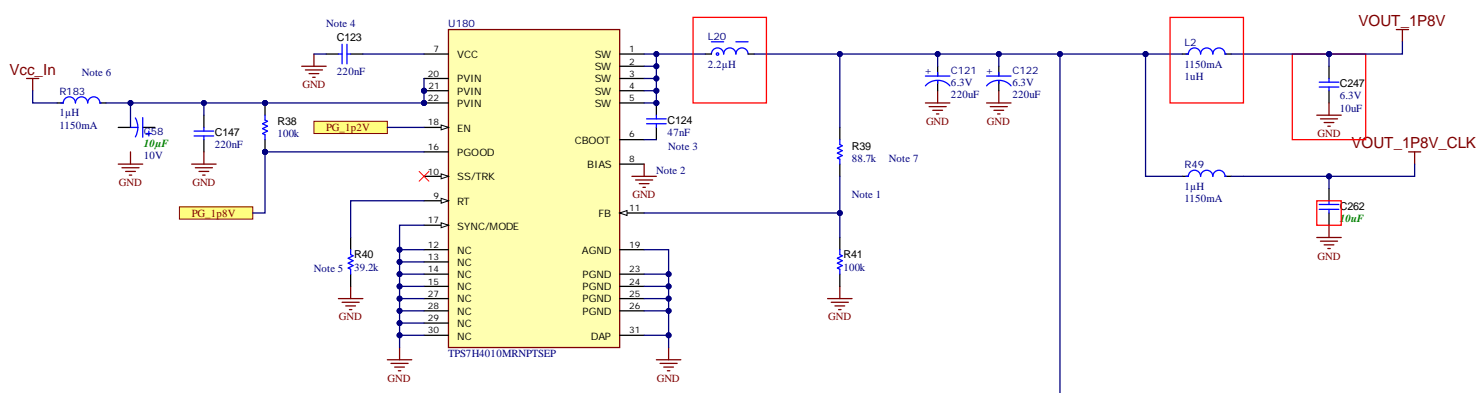 U180
TPS7H4010MRNPTSEP
Vcc_In
Note 6
R183
1µH
1150mA
C58
10µF
10V
GND
C147
220nF
GND
R38
100k
PG_1p8V
Note 4
C123
220nF
GND
PG_1p2V
R40
39.2k
Note 5
GND
GND
7 VCC
20 PVIN
21 PVIN
22 PVIN
18 EN
16 PGOOD
10 SS/TRK
9 RT
17 SYNC/MODE
12 NC
13 NC
14 NC
15 NC
27 NC
28 NC
29 NC
30 NC
SW 1
SW 2
SW 3
SW 4
SW 5
CBOOT 6
BIAS 8
FB 11
AGND 19
PGND 23
PGND 24
PGND 25
PGND 26
DAP 31
GND
C124
47nF
Note 3
Note 2
GND
L20
2.2µH
R39
88.7k
Note 7
Note 1
R41
100k
GND
+
C121
6.3V
220uF
GND
+
C122
6.3V
220uF
GND
L2
1150mA
1uH
VOUT_1P8V
C247
6.3V
10uF
GND
VOUT_1P8V_CLK
R49
1µH
1150mA
C262
10uF
GND